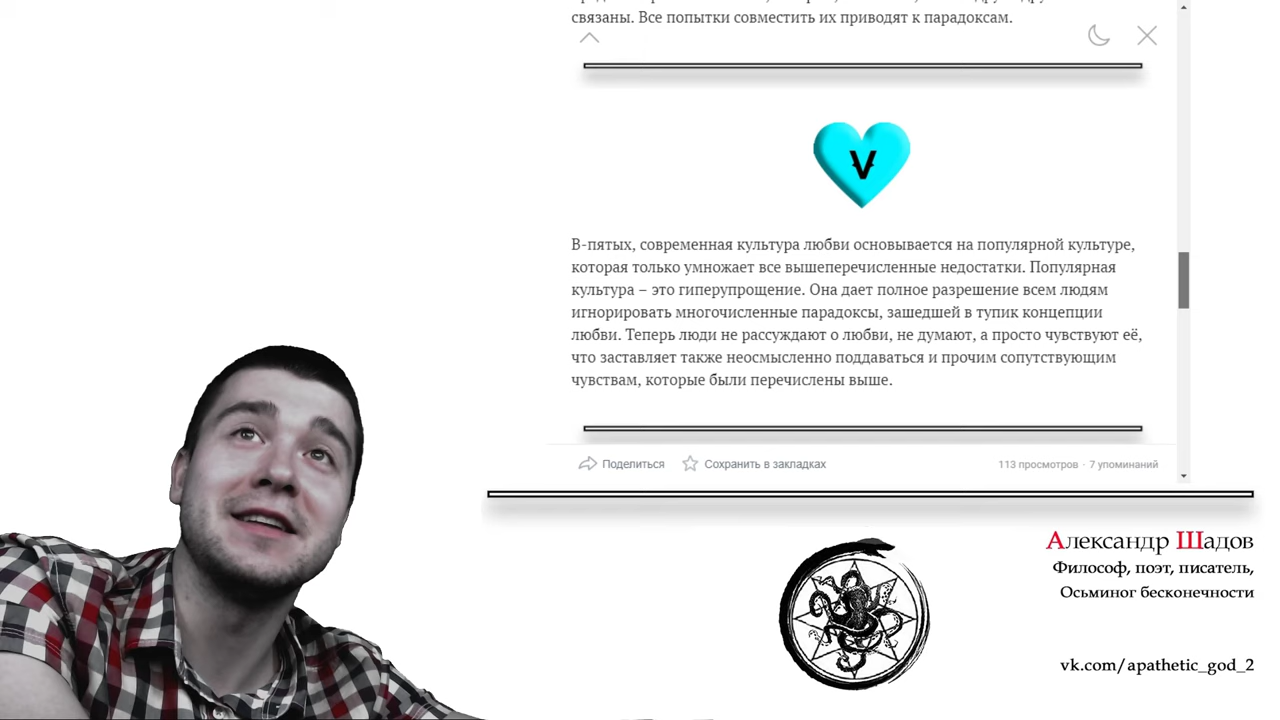 связаны. Все попытки совместить их приводят к парадоксам.
V
В-пятых, современная культура любви основывается на популярной культуре,
которая только умножает все вышеперечисленные недостатки. Популярная
культура – это гиперупрощение. Она дает полное разрешение всем людям
игнорировать многочисленные парадоксы, зашедшей в тупик концепции
любви. Теперь люди не рассуждают о любви, не думают, а просто чувствуют её,
что заставляет также неосмысленно поддаваться и прочим сопутствующим
чувствам, которые были перечислены выше.
Поделиться Сохранить в закладках 113 просмотров · 7 упоминаний
Александр Шадов
Философ, поэт, писатель,
Осьминог бесконечности
vk.com/apathetic_god_2